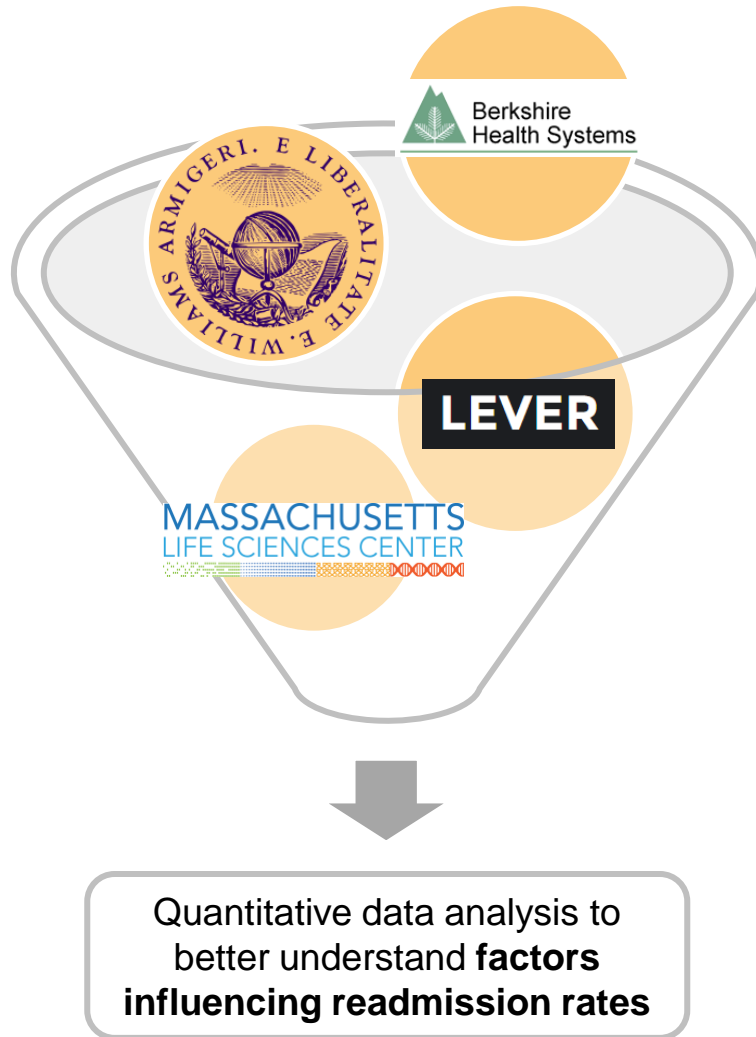 Berkshire
Health Systems
E. WILLIAMS ARMIGERI. E LIBERALITATE
LEVER
MASSACHUSETTS
LIFE SCIENCES CENTER
Quantitative data analysis to
better understand factors
influencing readmission rates